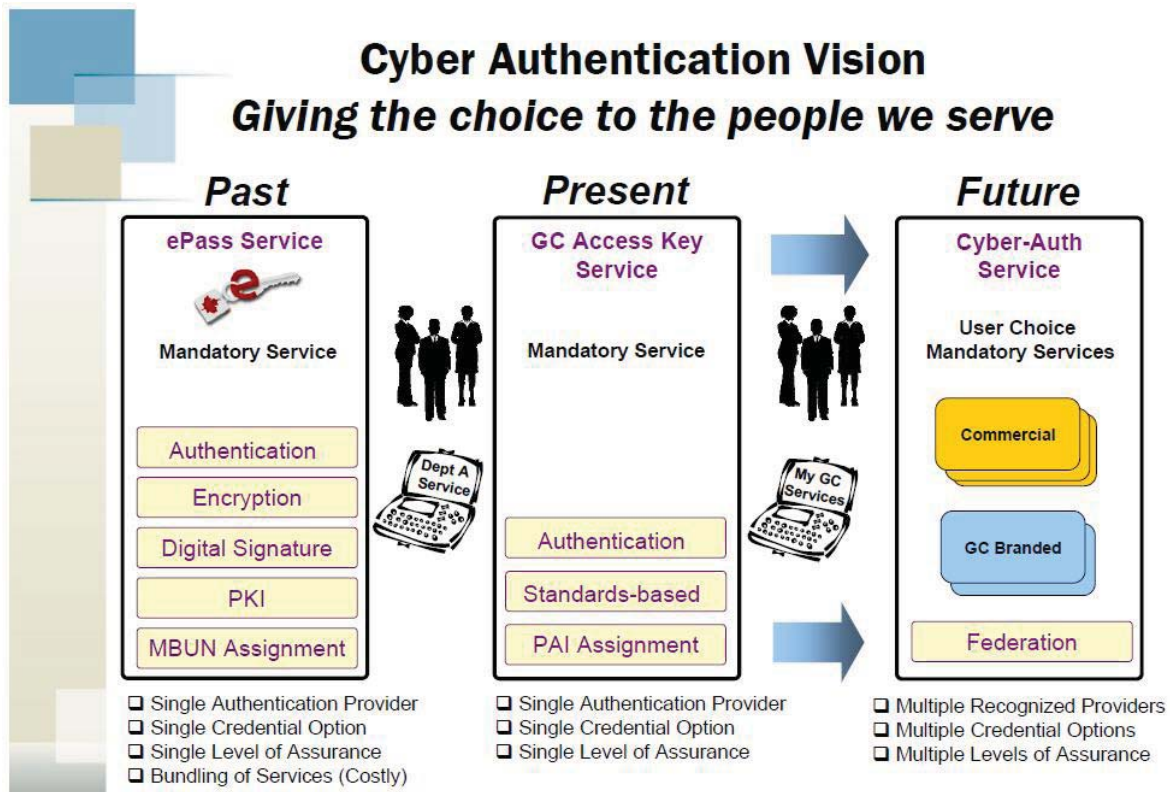 Cyber Authentication Vision
Giving the choice to the people we serve
Past
ePass Service
e
Mandatory Service
Authentication
Encryption
Digital Signature
PKI
MBUN Assignment
❑ Single Authentication Provider
❑ Single Credential Option
❑ Single Level of Assurance
❑ Bundling of Services (Costly)
Dept A
Service
Present
GC Access Key
Service
Mandatory Service
Authentication
Standards-based
PAI Assignment
❑ Single Authentication Provider
❑ Single Credential Option
❑ Single Level of Assurance
My GC
Services
Future
Cyber-Auth
Service
User Choice
Mandatory Services
Commercial
GC Branded
Federation
❑ Multiple Recognized Providers
❑ Multiple Credential Options
❑ Multiple Levels of Assurance